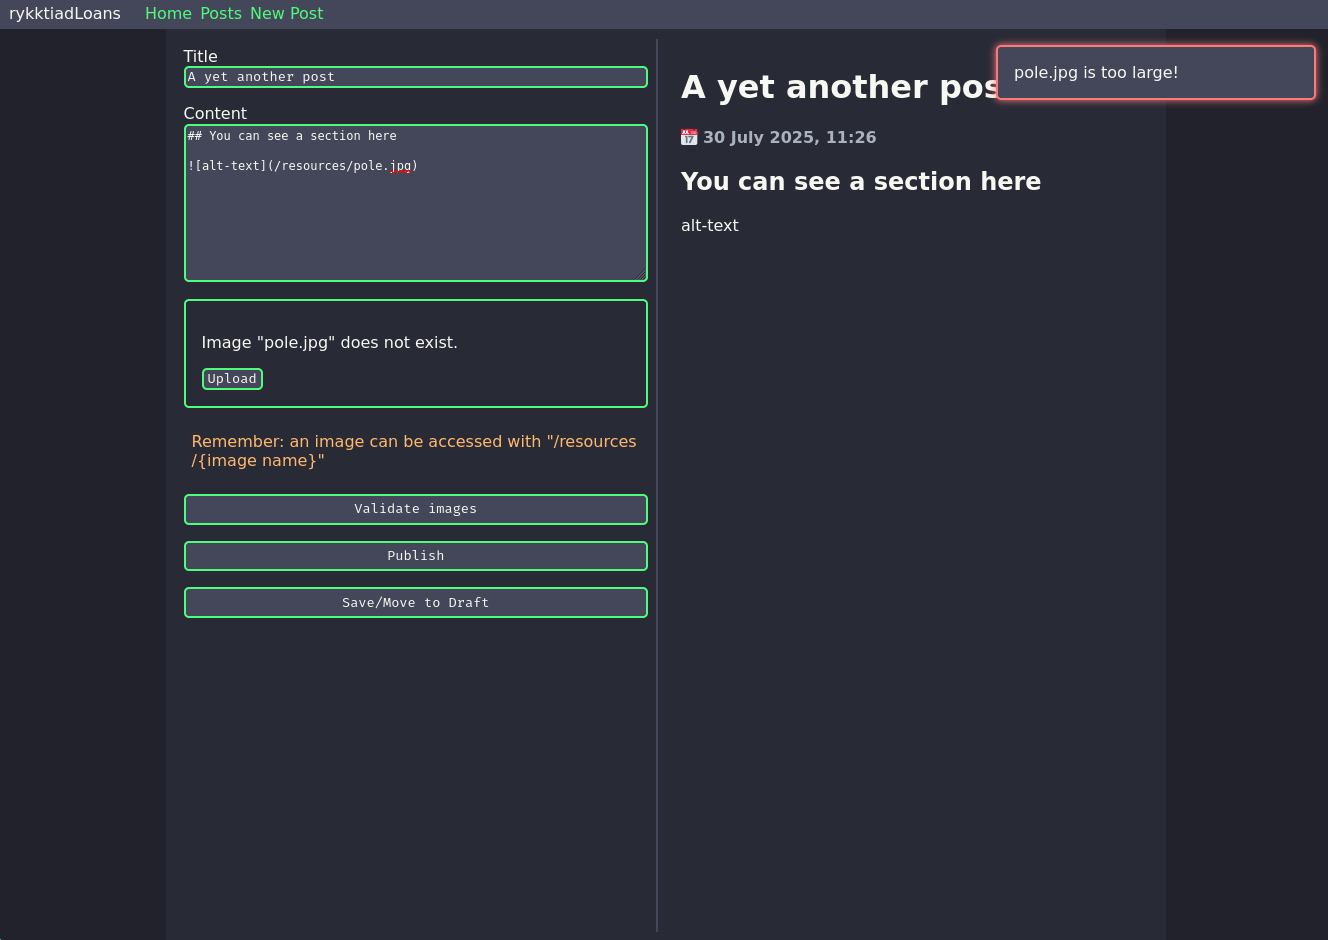 rykktiadLoans Home Posts New Post
Title
A yet another post
Content
## You can see a section here
![alt-text](/resources/pole.jpg)
Image "pole.jpg" does not exist.
Upload
Remember: an image can be accessed with "/resources
/{image name}"
Validate images
Publish
Save/Move to Draft
pole.jpg is too large!
A yet another pos
📅 30 July 2025, 11:26
You can see a section here
alt-text